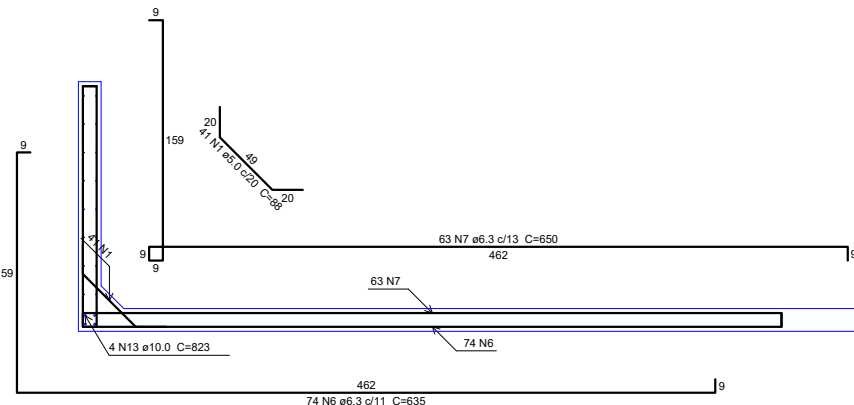 9
159
20
49
41 N1 ø5.0 c/20 C=88
20
9
59
41 N1
9
9
63 N7 ø6.3 c/13 C=650
462
9
63 N7
74 N6
4 N13 ø10.0 C=823
462
9
74 N6 ø6.3 c/11 C=635